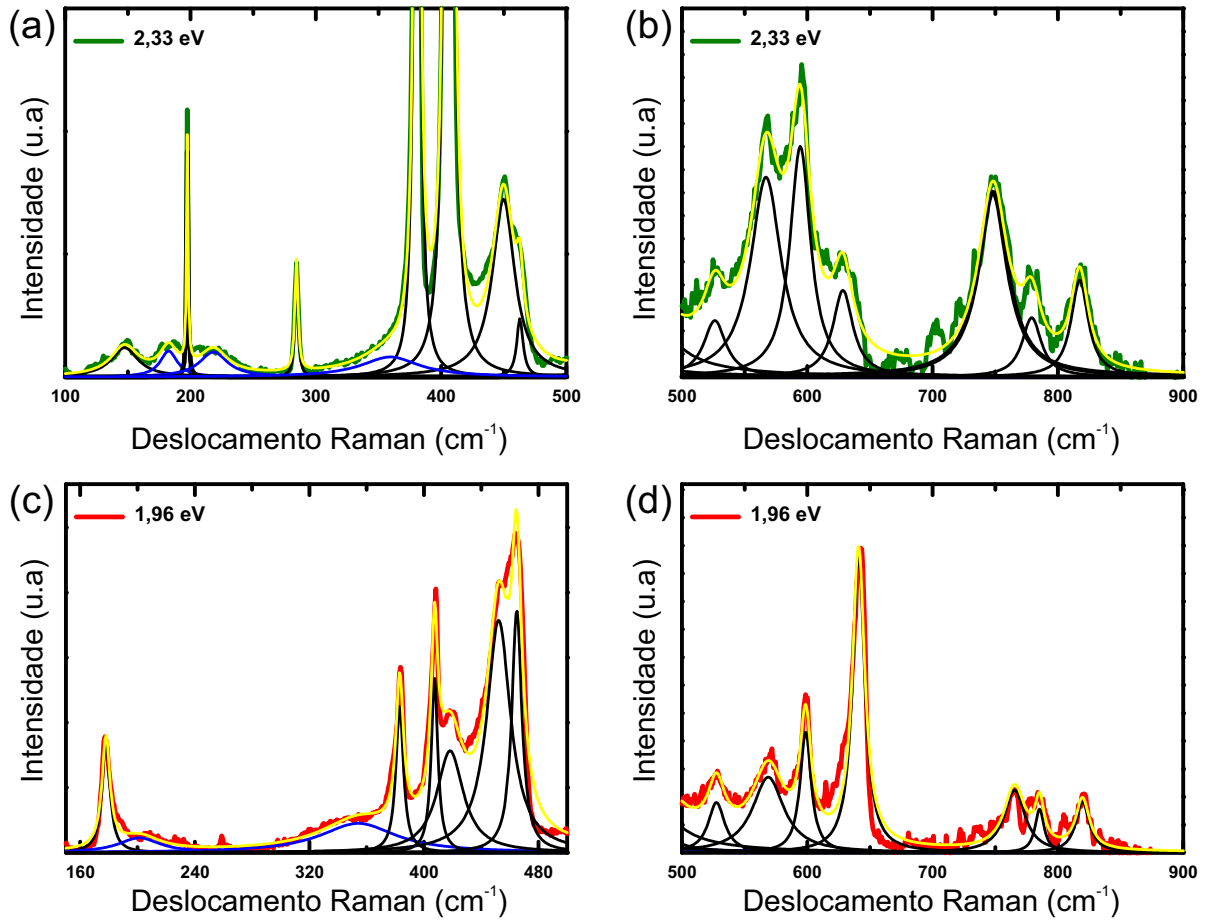 (a)
2,33 eV
Intensidade (u.a)
100 200 300 400 500
Deslocamento Raman (cm⁻¹)
(b)
2,33 eV
Intensidade (u.a)
500 600 700 800 900
Deslocamento Raman (cm⁻¹)
(c)
1,96 eV
Intensidade (u.a)
160 240 320 400 480
Deslocamento Raman (cm⁻¹)
(d)
1,96 eV
Intensidade (u.a)
500 600 700 800 900
Deslocamento Raman (cm⁻¹)